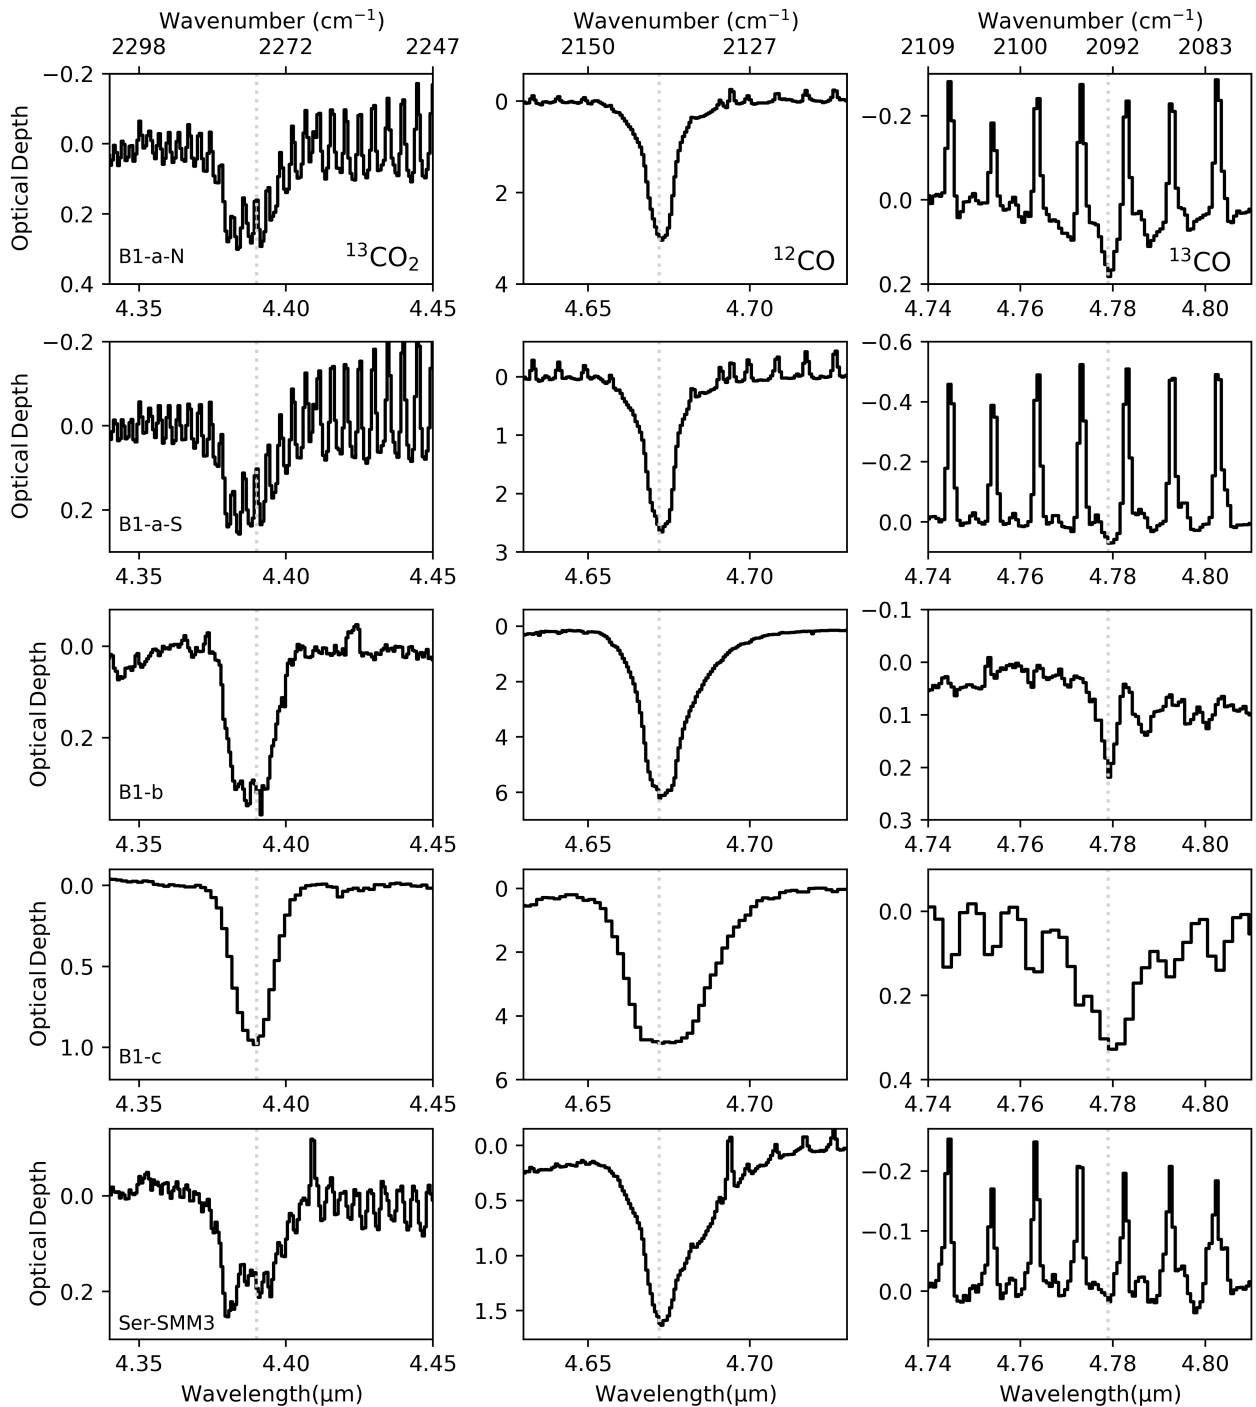 Wavenumber (cm⁻¹) Wavenumber (cm⁻¹) Wavenumber (cm⁻¹)
2298 2272 2247 2150 2127 2109 2100 2092 2083
Optical Depth
−0.2 0.0 0.2 0.4
B1-a-N
¹³CO₂
4.35 4.40 4.45
0 2 4
¹²CO
4.65 4.70
−0.2 0.0 0.2
¹³CO
4.74 4.76 4.78 4.80
Optical Depth
−0.2 0.0 0.2
B1-a-S
4.35 4.40 4.45
0 1 2 3
4.65 4.70
−0.6 −0.4 −0.2 0.0
4.74 4.76 4.78 4.80
Optical Depth
0.0 0.2
B1-b
4.35 4.40 4.45
0 2 4 6
4.65 4.70
−0.1 0.0 0.1 0.2 0.3
4.74 4.76 4.78 4.80
Optical Depth
0.0 0.5 1.0
B1-c
4.35 4.40 4.45
0 2 4 6
4.65 4.70
0.0 0.2 0.4
4.74 4.76 4.78 4.80
Optical Depth
0.0 0.2
Ser-SMM3
4.35 4.40 4.45
0.0 0.5 1.0 1.5
4.65 4.70
−0.2 −0.1 0.0
4.74 4.76 4.78 4.80
Wavelength(μm) Wavelength(μm) Wavelength(μm)